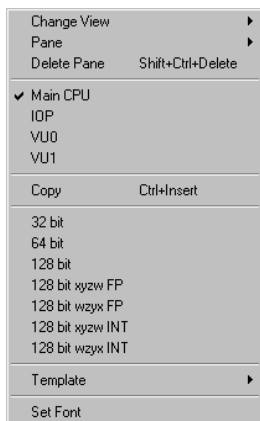 Change View
Pane
Delete Pane Shift+Ctrl+Delete
Main CPU
IOP
VU0
VU1
Copy Ctrl+Insert
32 bit
64 bit
128 bit
128 bit xyzw FP
128 bit wzyx FP
128 bit xyzw INT
128 bit wzyx INT
Template
Set Font